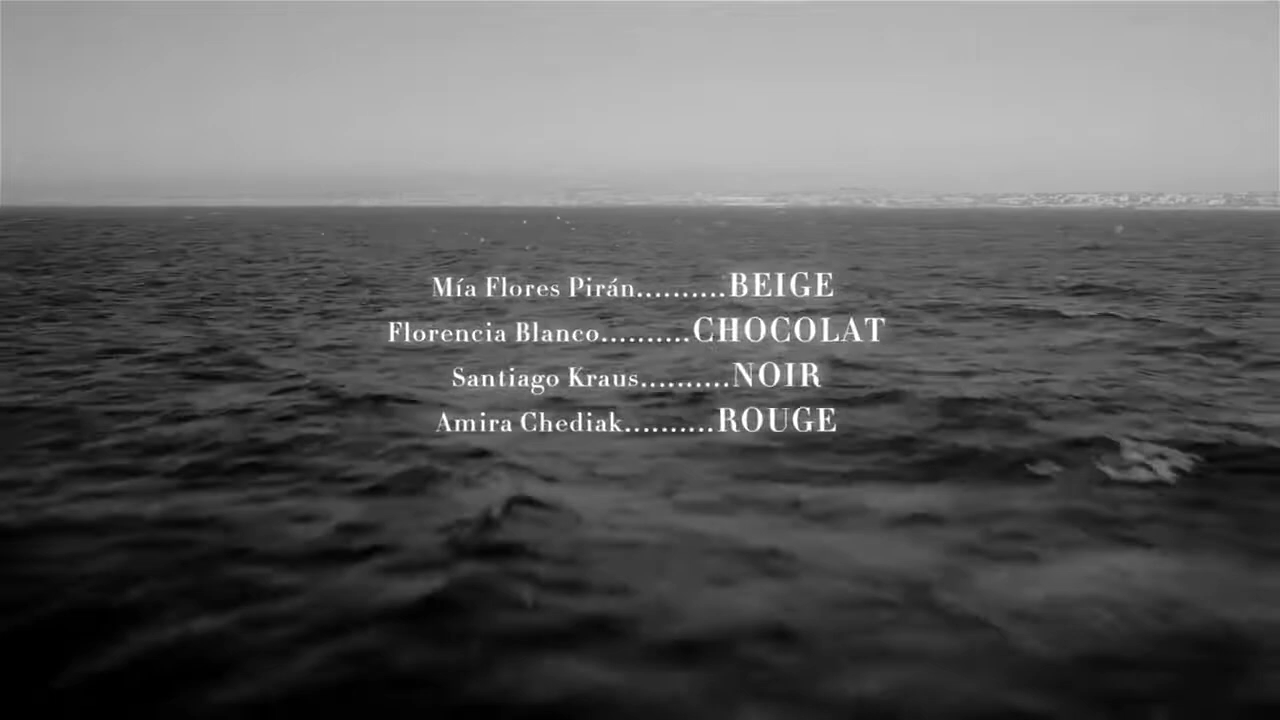 Mía Flores Pirán..........BEIGE
Florencia Blanco..........CHOCOLAT
Santiago Kraus..........NOIR
Amira Chediak..........ROUGE